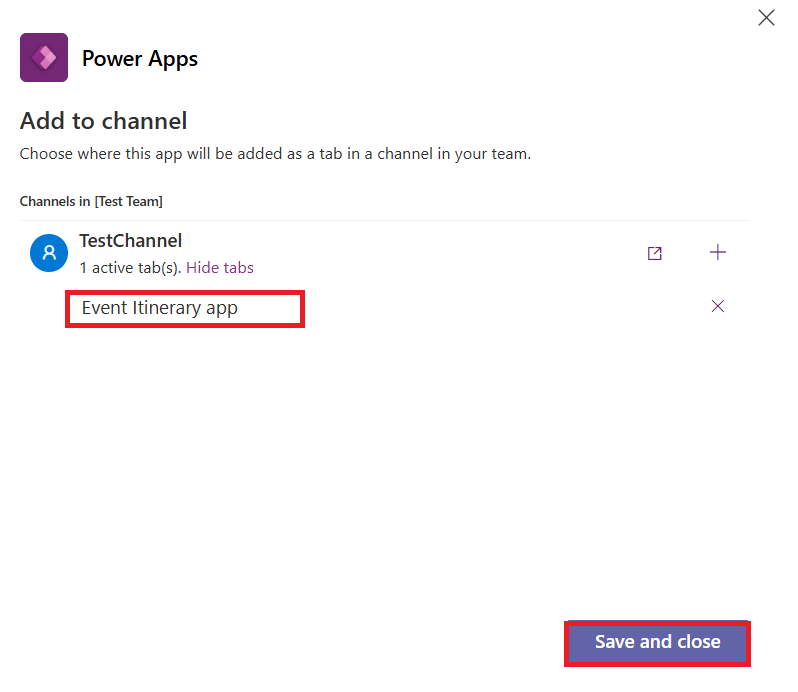 Power Apps
Add to channel
Choose where this app will be added as a tab in a channel in your team.
Channels in [Test Team]
TestChannel
1 active tab(s). Hide tabs
Event Itinerary app
Save and close